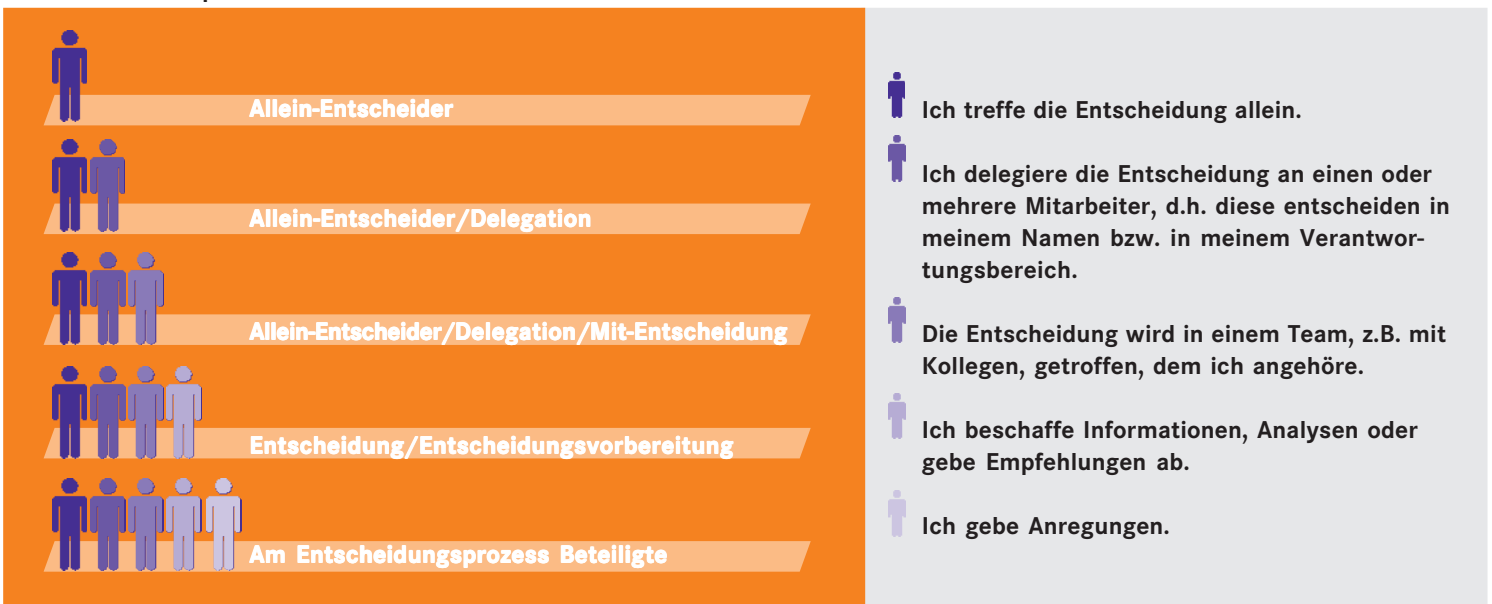 Allein-Entscheider
Allein-Entscheider/Delegation
Allein-Entscheider/Delegation/Mit-Entscheidung
Entscheidung/Entscheidungsvorbereitung
Am Entscheidungsprozess Beteiligte
Ich treffe die Entscheidung allein.
Ich delegiere die Entscheidung an einen oder
mehrere Mitarbeiter, d.h. diese entscheiden in
meinem Namen bzw. in meinem Verantwor-
tungsbereich.
Die Entscheidung wird in einem Team, z.B. mit
Kollegen, getroffen, dem ich angehöre.
Ich beschaffe Informationen, Analysen oder
gebe Empfehlungen ab.
Ich gebe Anregungen.